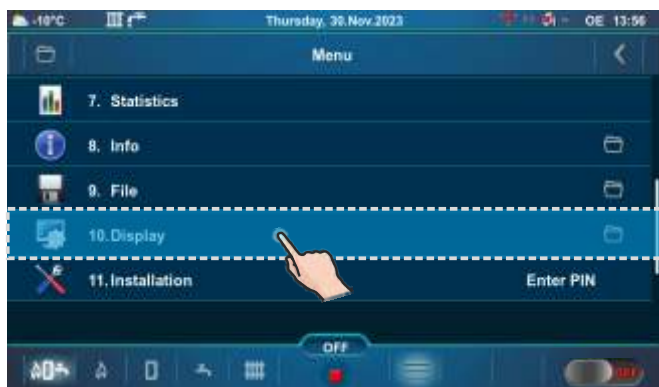 -10°C Thursday, 30.Nov.2023 OE 13:56
Menu
7. Statistics
8. Info
9. File
10.Display
11.Installation Enter PIN
OFF
OFF